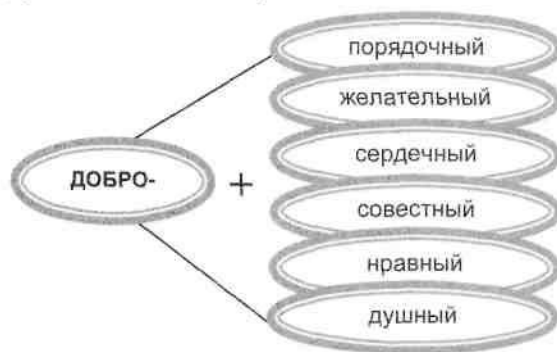 порядочный
желательный
сердечный
ДОБРО-
+
совестный
нравный
душный